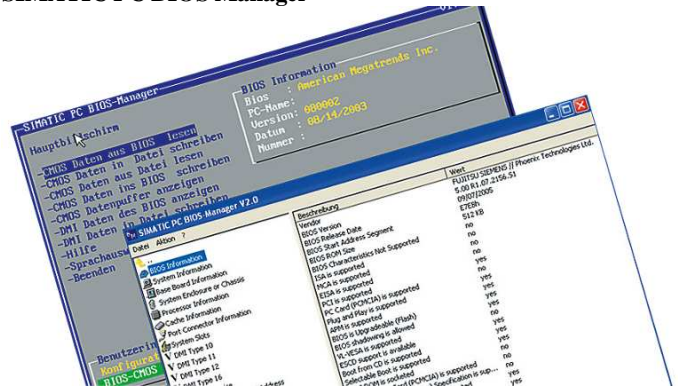 SIMATIC PC BIOS-Manager
Hauptbildschirm
-CMOS Daten aus BIOS lesen
-CMOS Daten in Datei schreiben
-CMOS Daten aus Datei lesen
-CMOS Daten ins BIOS schreiben
-CMOS Datenpuffer anzeigen
-DMI Daten des BIOS anzeigen
-DMI Daten in Datei schreiben
-Hilfe
-Beenden
BIOS Information
Bios : American Megatrends Inc.
PC-Name:
Version: 080002
Datum : 08/14/2003
Nummer :
BIOS-CMOS
SIMATIC PC BIOS-Manager V2.0
Datei Aktion ?
..
BIOS Information
System Information
Base Board Information
System Enclosure or Chassis
Processor Information
Cache Information
Port Connector Information
System Slots
DMI Type 10
DMI Type 11
DMI Type 12
DMI Type 16
Beschreibung Wert
Vendor FUJITSU SIEMENS // Phoenix Technologies Ltd.
BIOS Version 5.00 R1.07.2156.51
BIOS Release Date 09/07/2005
BIOS Start Address Segment E7E8h
BIOS ROM Size 512 KB
BIOS Characteristics Not Supported no
ISA is supported no
MCA is supported no
EISA is supported no
PCI is supported yes
PC Card (PCMCIA) is supported no
Plug and Play is supported yes
APM is supported yes
BIOS is Upgradeable (Flash) yes
BIOS shadowing is allowed yes
VL-VESA is supported no
ESCD support is available yes
Boot from CD is supported yes
Selectable Boot is supported yes